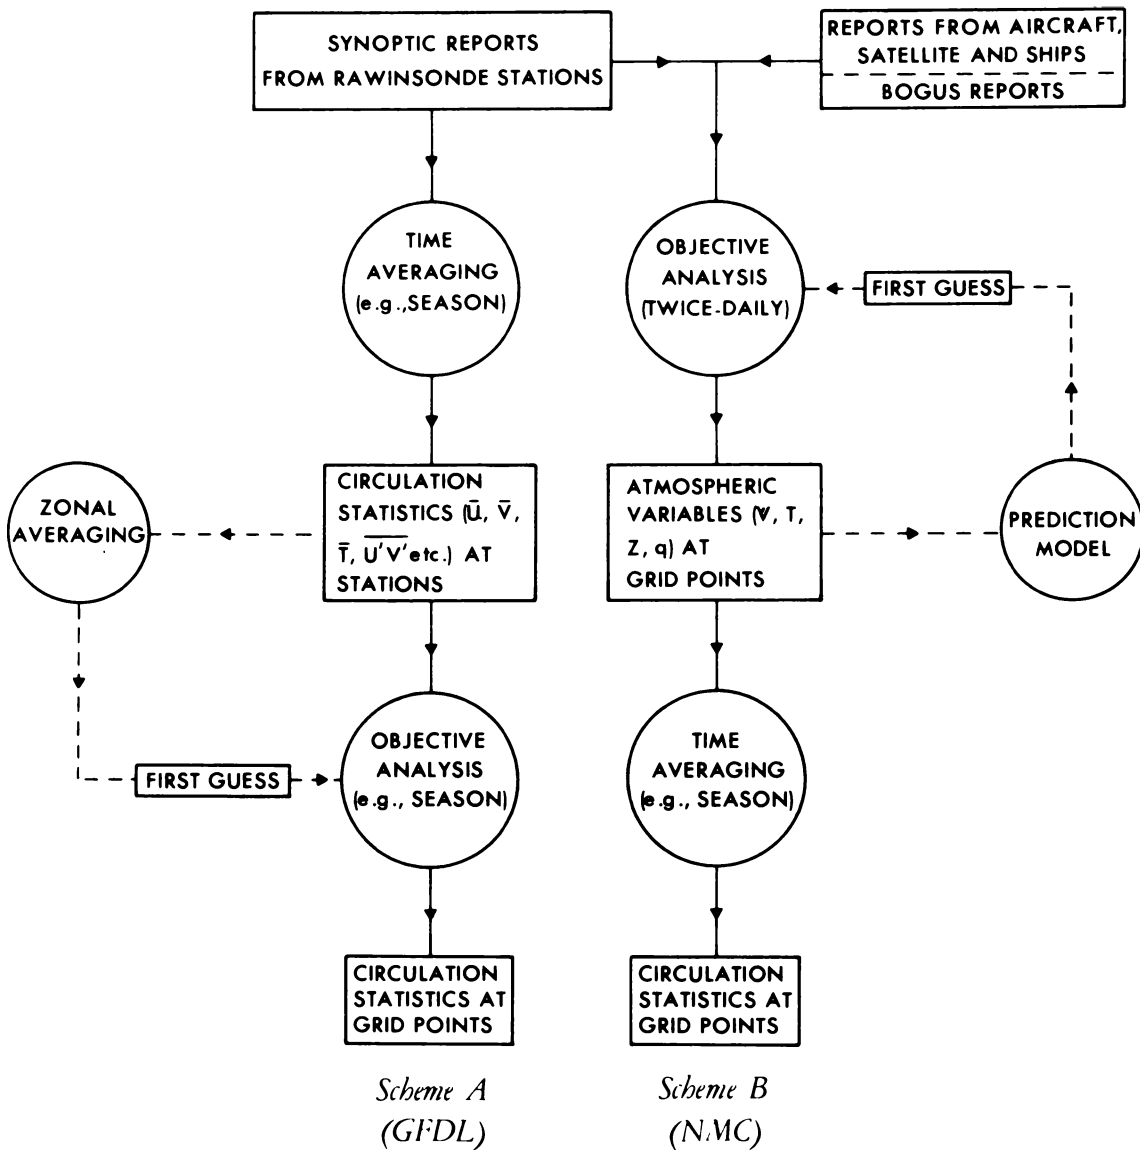 SYNOPTIC REPORTS
FROM RAWINSONDE STATIONS
REPORTS FROM AIRCRAFT,
SATELLITE AND SHIPS
BOGUS REPORTS
TIME
AVERAGING
(e.g.,SEASON)
OBJECTIVE
ANALYSIS
(TWICE-DAILY)
FIRST GUESS
ZONAL
AVERAGING
CIRCULATION
STATISTICS (U̅, V̅,
T̅, U̅'̅V̅'̅ etc.) AT
STATIONS
ATMOSPHERIC
VARIABLES (𝕍, T,
Z, q) AT
GRID POINTS
PREDICTION
MODEL
OBJECTIVE
ANALYSIS
(e.g., SEASON)
FIRST GUESS
TIME
AVERAGING
(e.g., SEASON)
CIRCULATION
STATISTICS AT
GRID POINTS
CIRCULATION
STATISTICS AT
GRID POINTS
Scheme A
(GFDL)
Scheme B
(NMC)